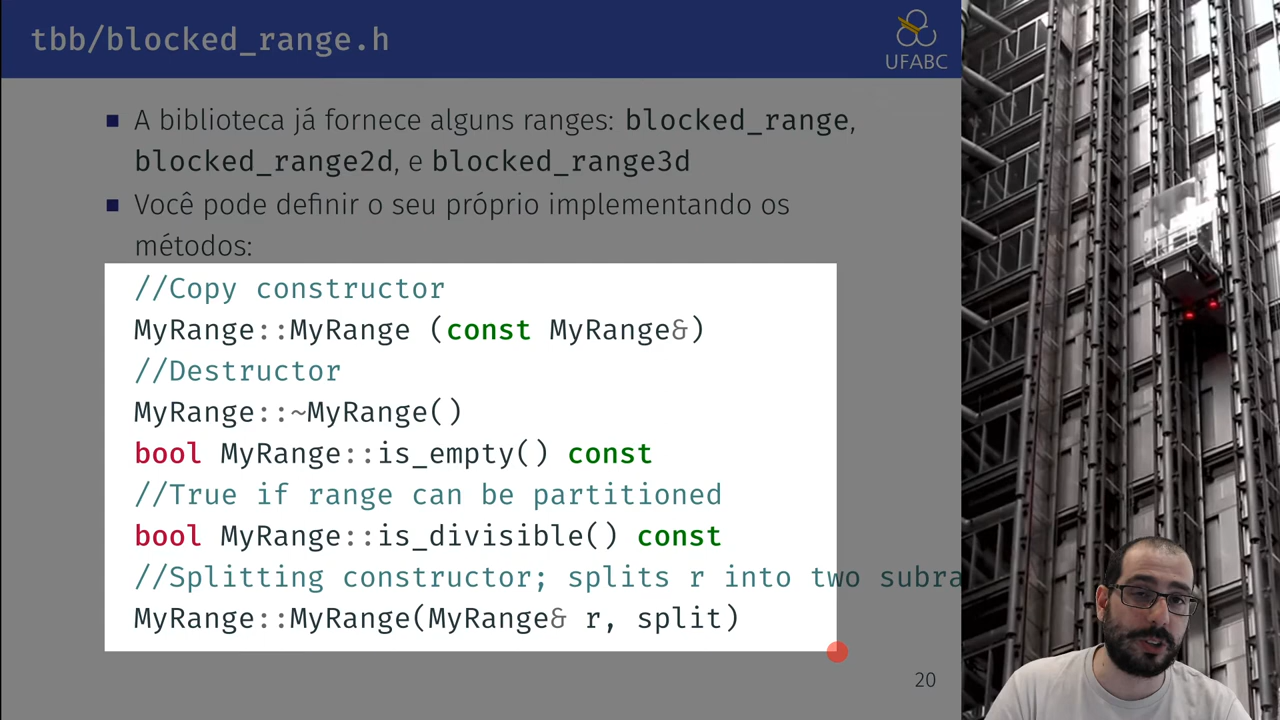 tbb/blocked_range.h
UFABC
■ A biblioteca já fornece alguns ranges: blocked_range,
blocked_range2d, e blocked_range3d
■ Você pode definir o seu próprio implementando os
métodos:
//Copy constructor
MyRange::MyRange (const MyRange&)
//Destructor
MyRange::~MyRange()
bool MyRange::is_empty() const
//True if range can be partitioned
bool MyRange::is_divisible() const
//Splitting constructor; splits r into two subra
MyRange::MyRange(MyRange& r, split)
20